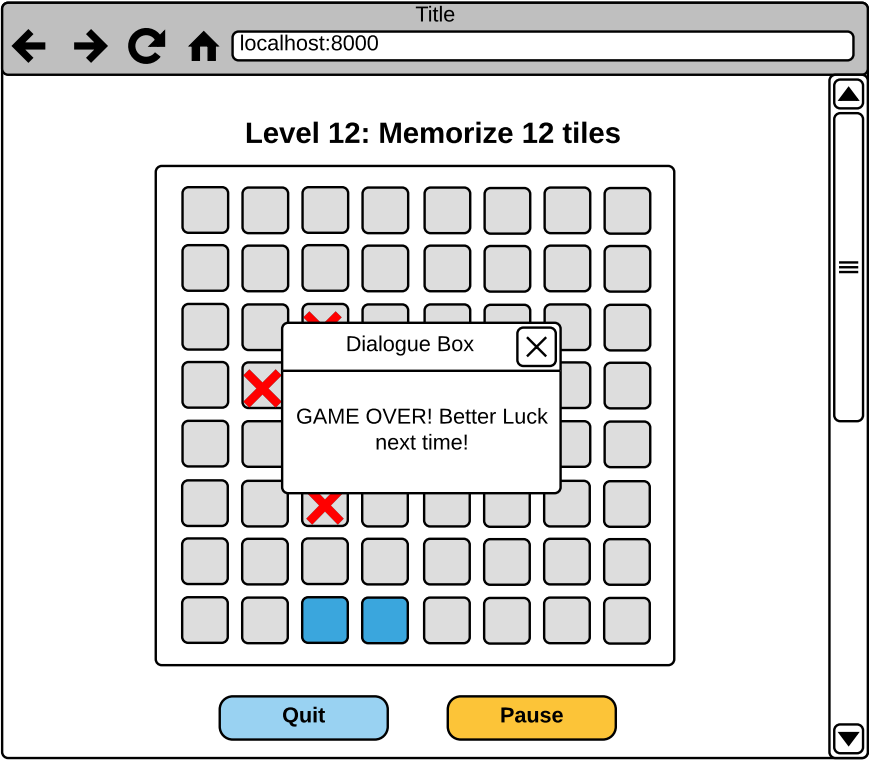 Title
localhost:8000
Level 12: Memorize 12 tiles
Dialogue Box
GAME OVER! Better Luck
next time!
Quit
Pause